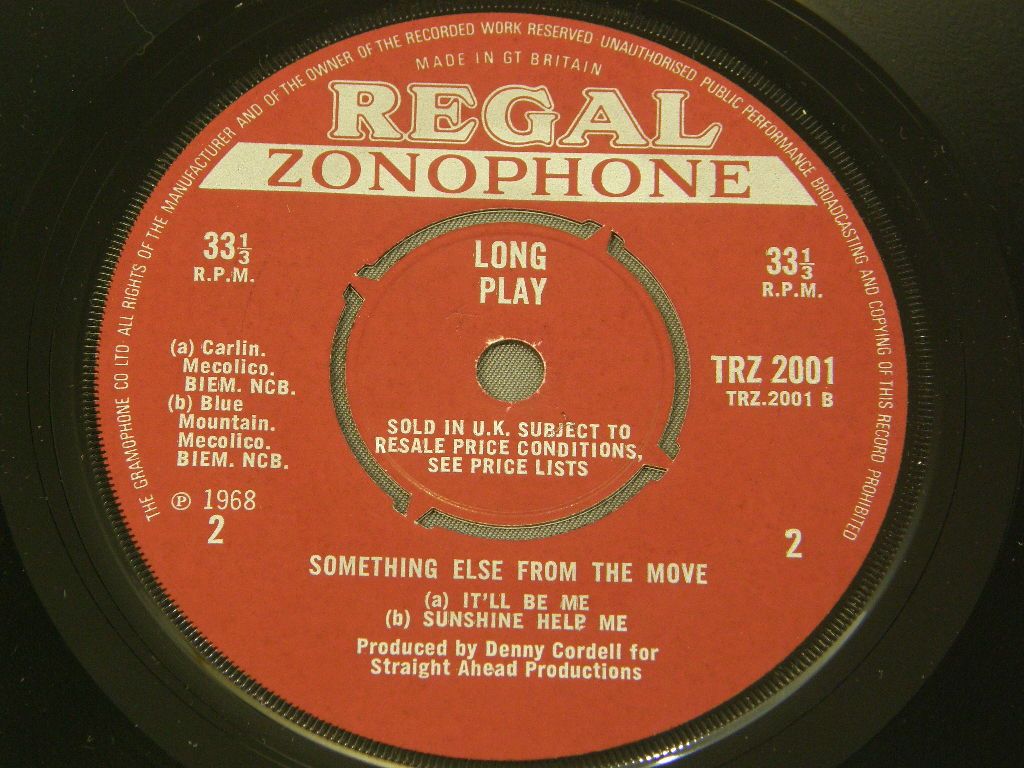 THE GRAMOPHONE CO LTD ALL RIGHTS OF THE MANUFACTURER AND OF THE OWNER OF THE RECORDED WORK RESERVED UNAUTHORISED PUBLIC PERFORMANCE BROADCASTING AND COPYING OF THIS RECORD PROHIBITED
MADE IN GT BRITAIN
REGAL
ZONOPHONE
33⅓
R.P.M.
LONG
PLAY
33⅓
R.P.M.
(a) Carlin.
Mecolico.
BIEM. NCB.
(b) Blue
Mountain.
Mecolico.
BIEM. NCB.
TRZ 2001
TRZ.2001 B
SOLD IN U.K. SUBJECT TO
RESALE PRICE CONDITIONS,
SEE PRICE LISTS
℗ 1968
2
2
SOMETHING ELSE FROM THE MOVE
(a) IT'LL BE ME
(b) SUNSHINE HELP ME
Produced by Denny Cordell for
Straight Ahead Productions